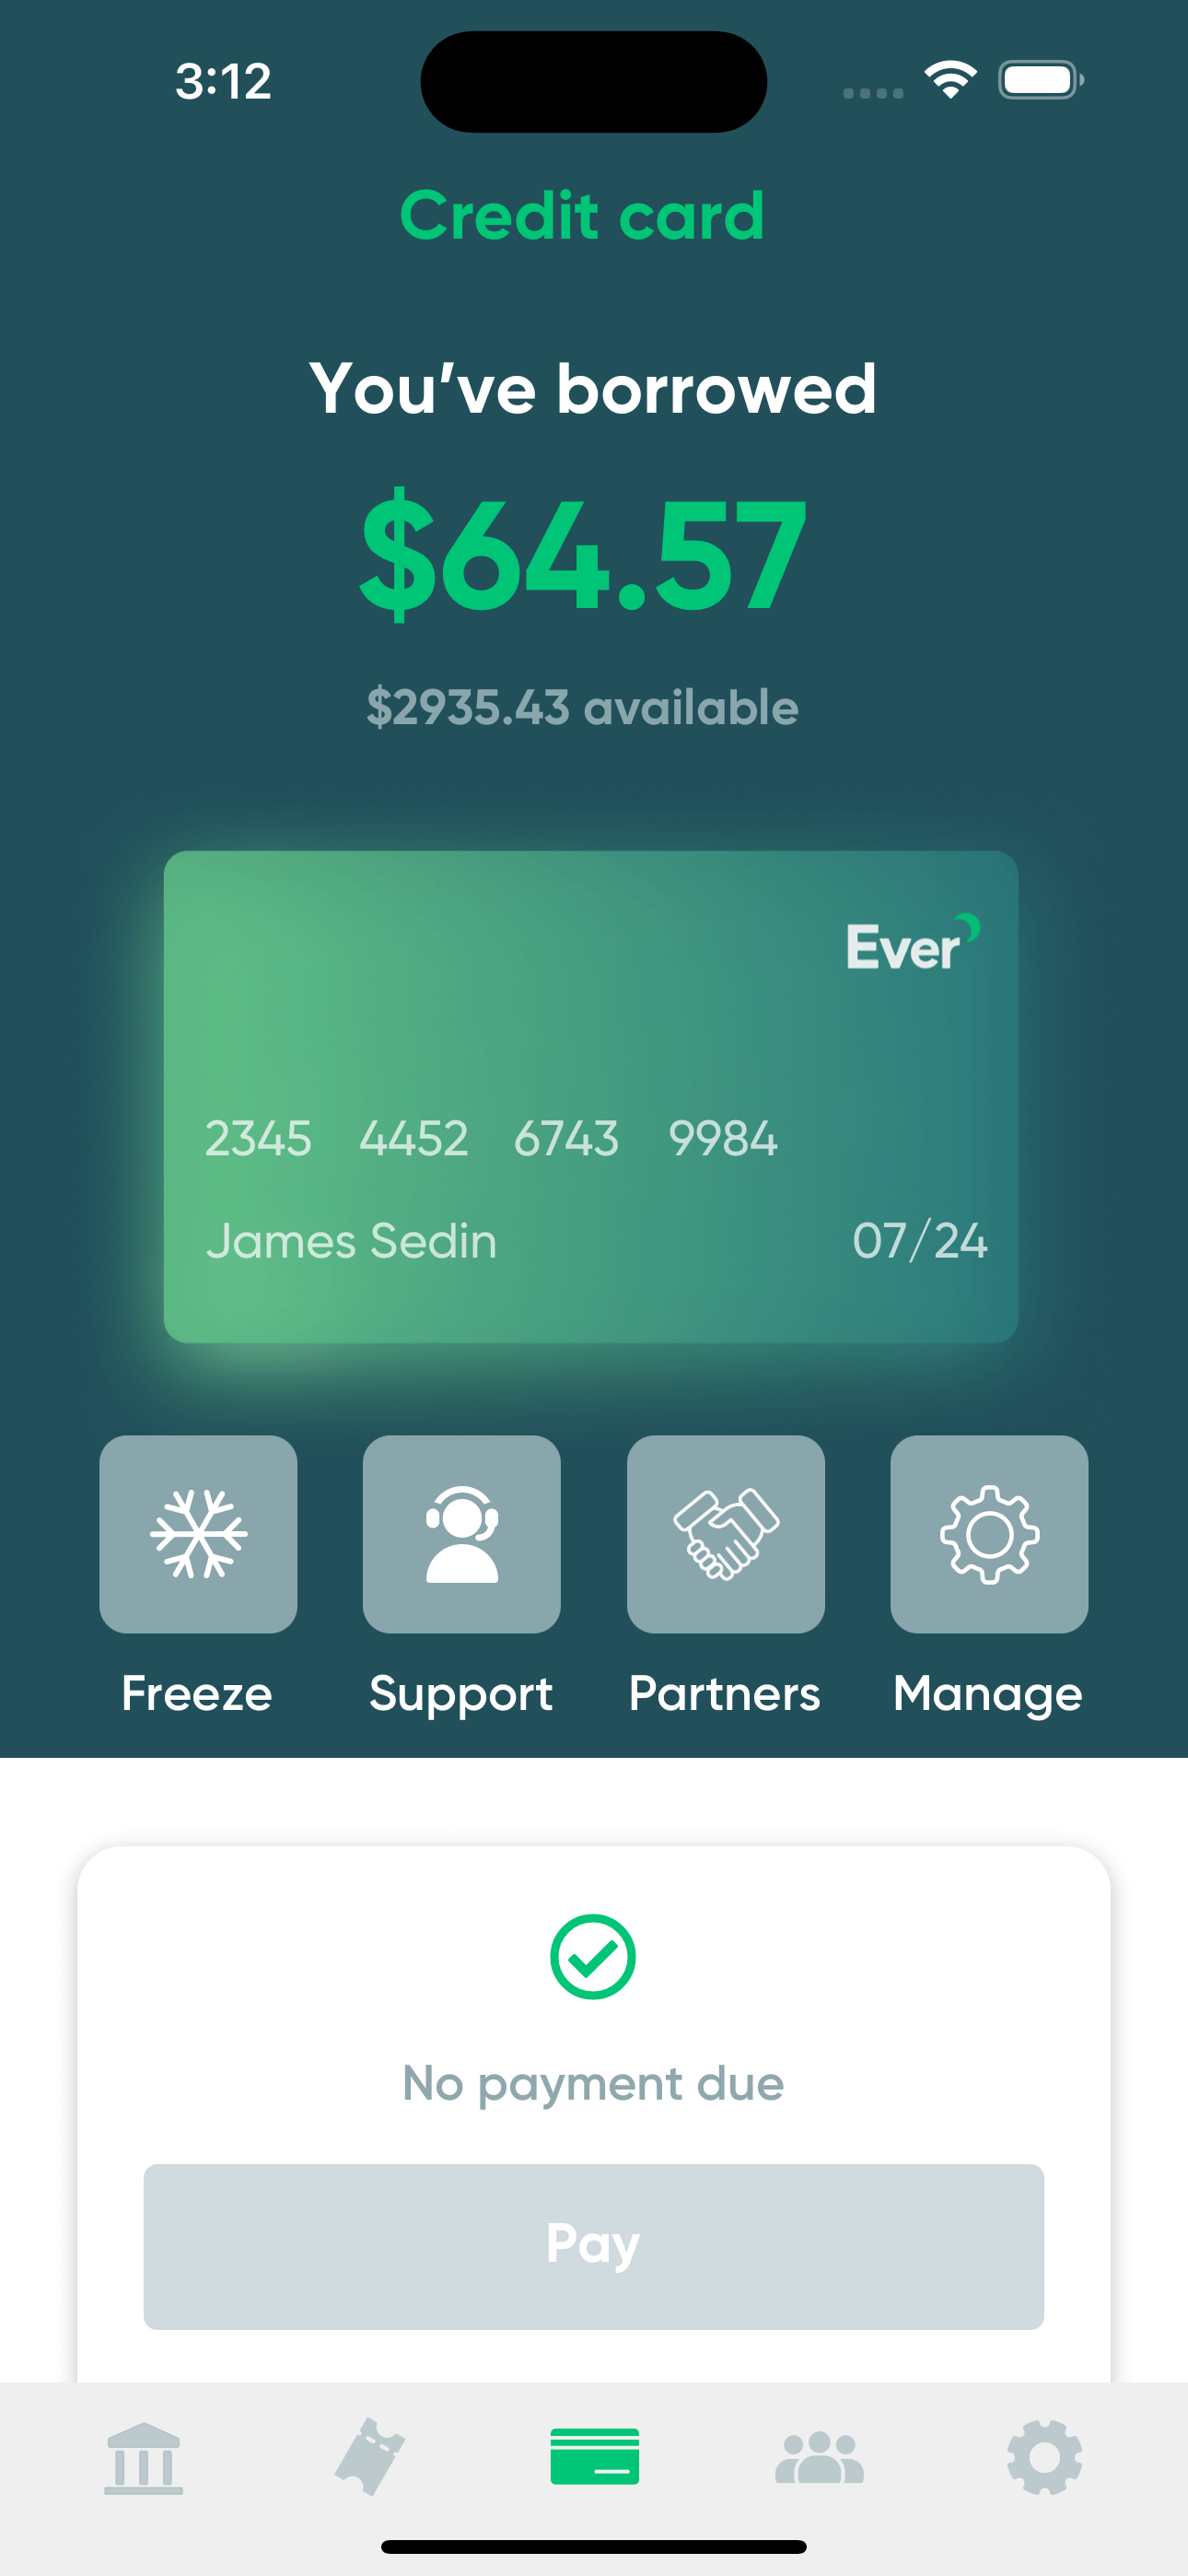 3:12
Credit card
You've borrowed
$64.57
$2935.43 available
Ever
2345 4452 6743 9984
James Sedin 07/24
Freeze Support Partners Manage
No payment due
Pay